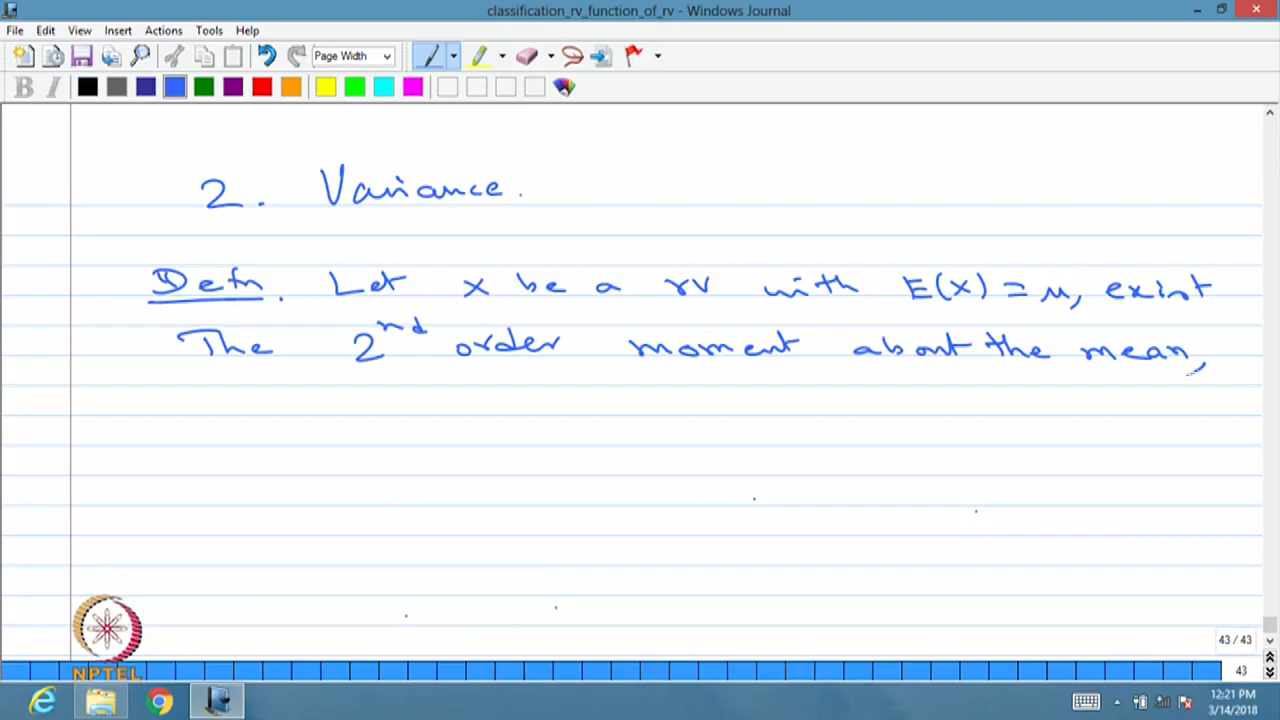 classification_rv_function_of_rv - Windows Journal
File Edit View Insert Actions Tools Help
Page Width
B I
2. Variance.
Defn. Let X be a rv with E(X) = μ, exist
The 2nd order moment about the mean,
43 / 43
NPTEL
43
12:21 PM
3/14/2018